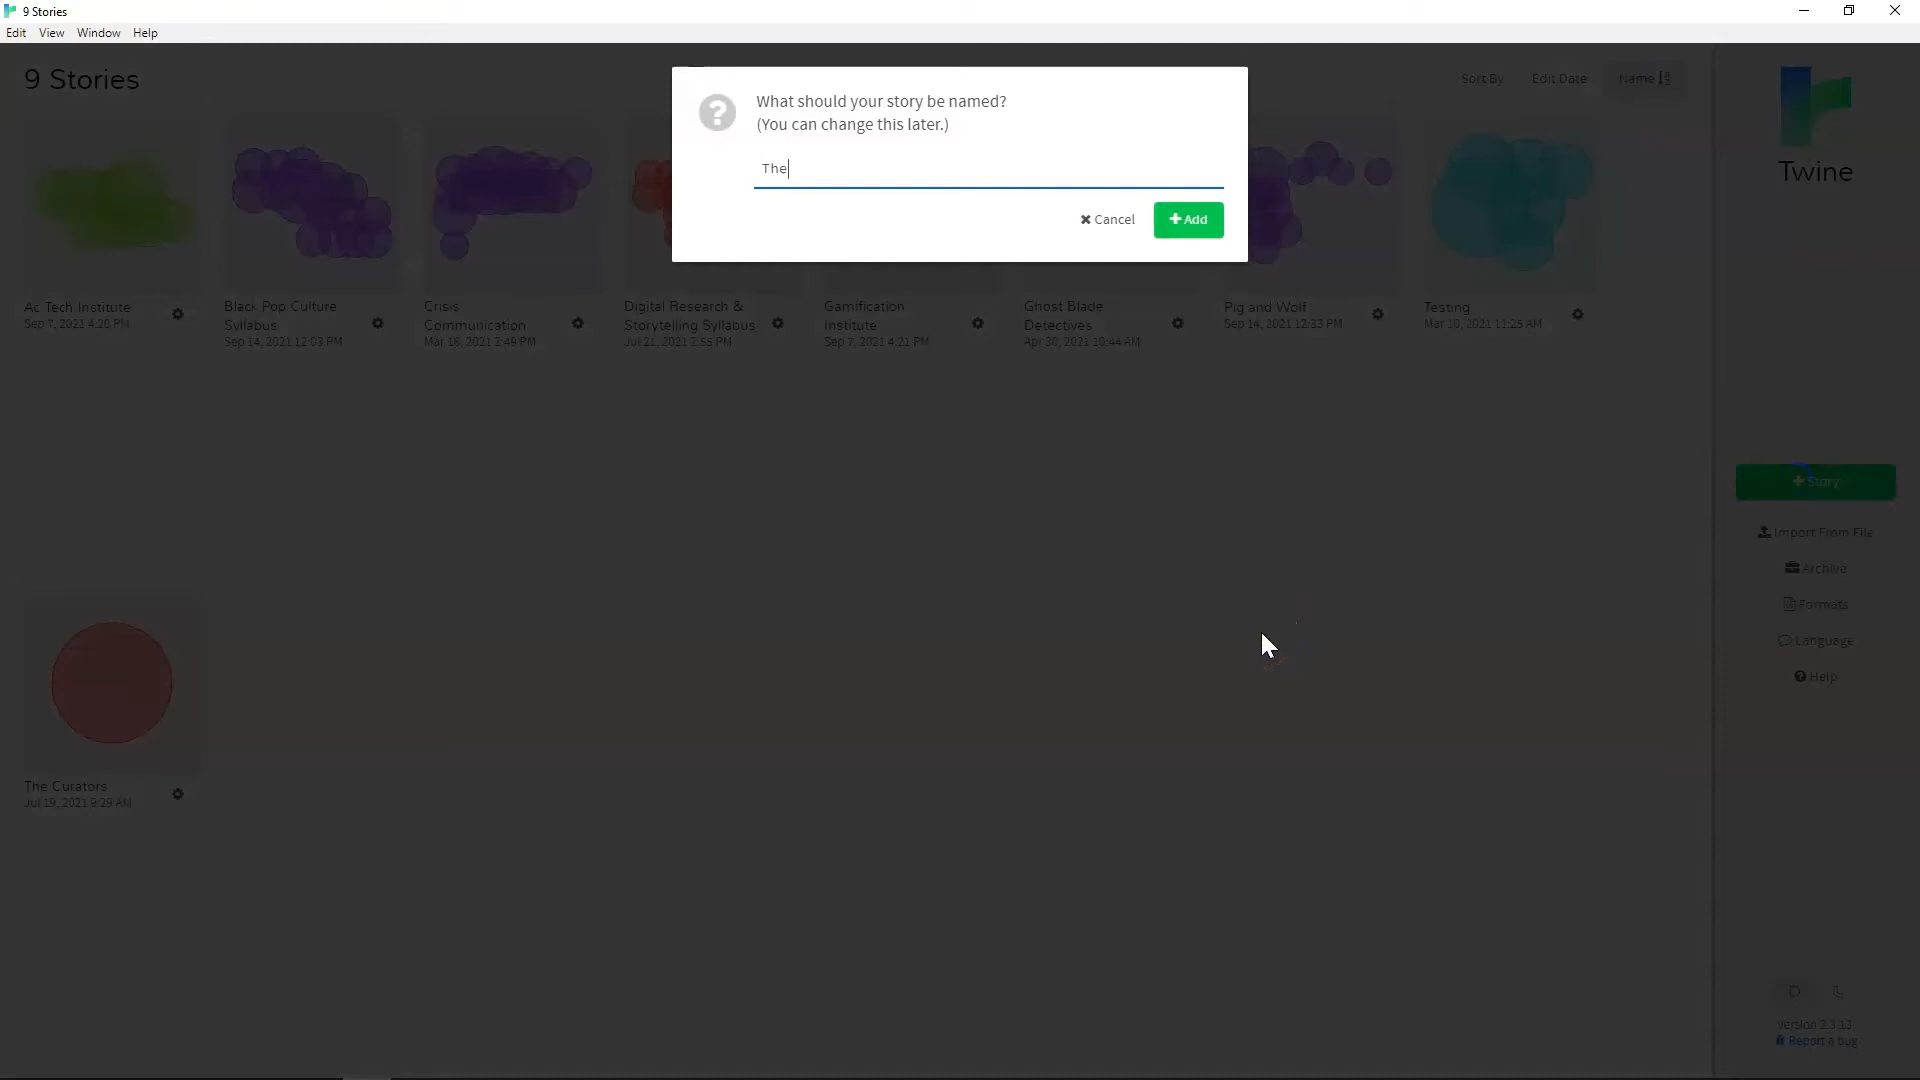 9 Stories
Edit View Window Help
9 Stories
Sort By Edit Date Name
What should your story be named?
(You can change this later.)
The
Cancel
Add
Twine
Ac Tech Institute
Sep 7, 2021 4:20 PM
Black Pop Culture
Syllabus
Sep 14, 2021 12:03 PM
Crisis
Communication
Mar 16, 2021 2:49 PM
Digital Research &
Storytelling Syllabus
Jul 21, 2021 2:55 PM
Gamification
Institute
Sep 7, 2021 4:21 PM
Ghost Blade
Detectives
Apr 30, 2021 10:44 AM
Pig and Wolf
Sep 14, 2021 12:33 PM
Testing
Mar 10, 2021 11:25 AM
Story
Import From File
Archive
Formats
Language
Help
The Curators
Jul 19, 2021 9:29 AM
Version 2.3.13
Report a bug